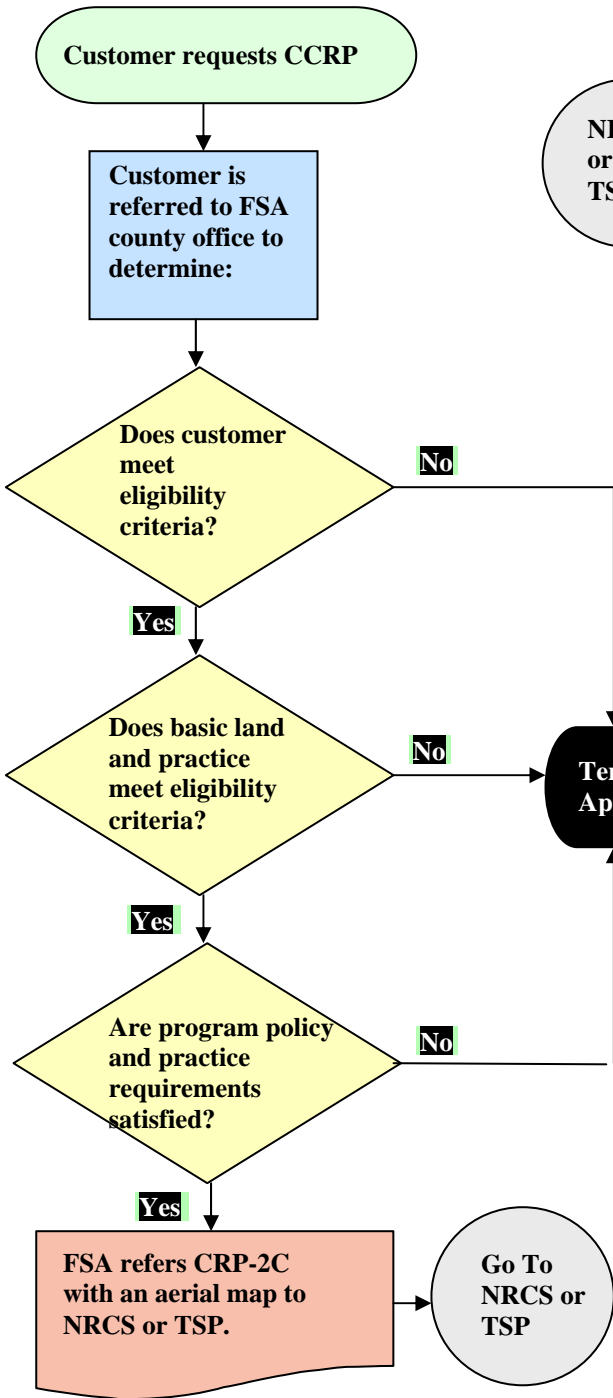 Customer requests CCRP
or
Customer is
referred to FSA
county office to
determine:
Does customer
meet
eligibility
criteria?
No
Yes
Does basic land
and practice
meet eligibility
criteria?
No
Yes
Are program policy
and practice
requirements
satisfied?
No
Yes
FSA refers CRP-2C
with an aerial map to
NRCS or TSP.
Go To
NRCS or
TSP